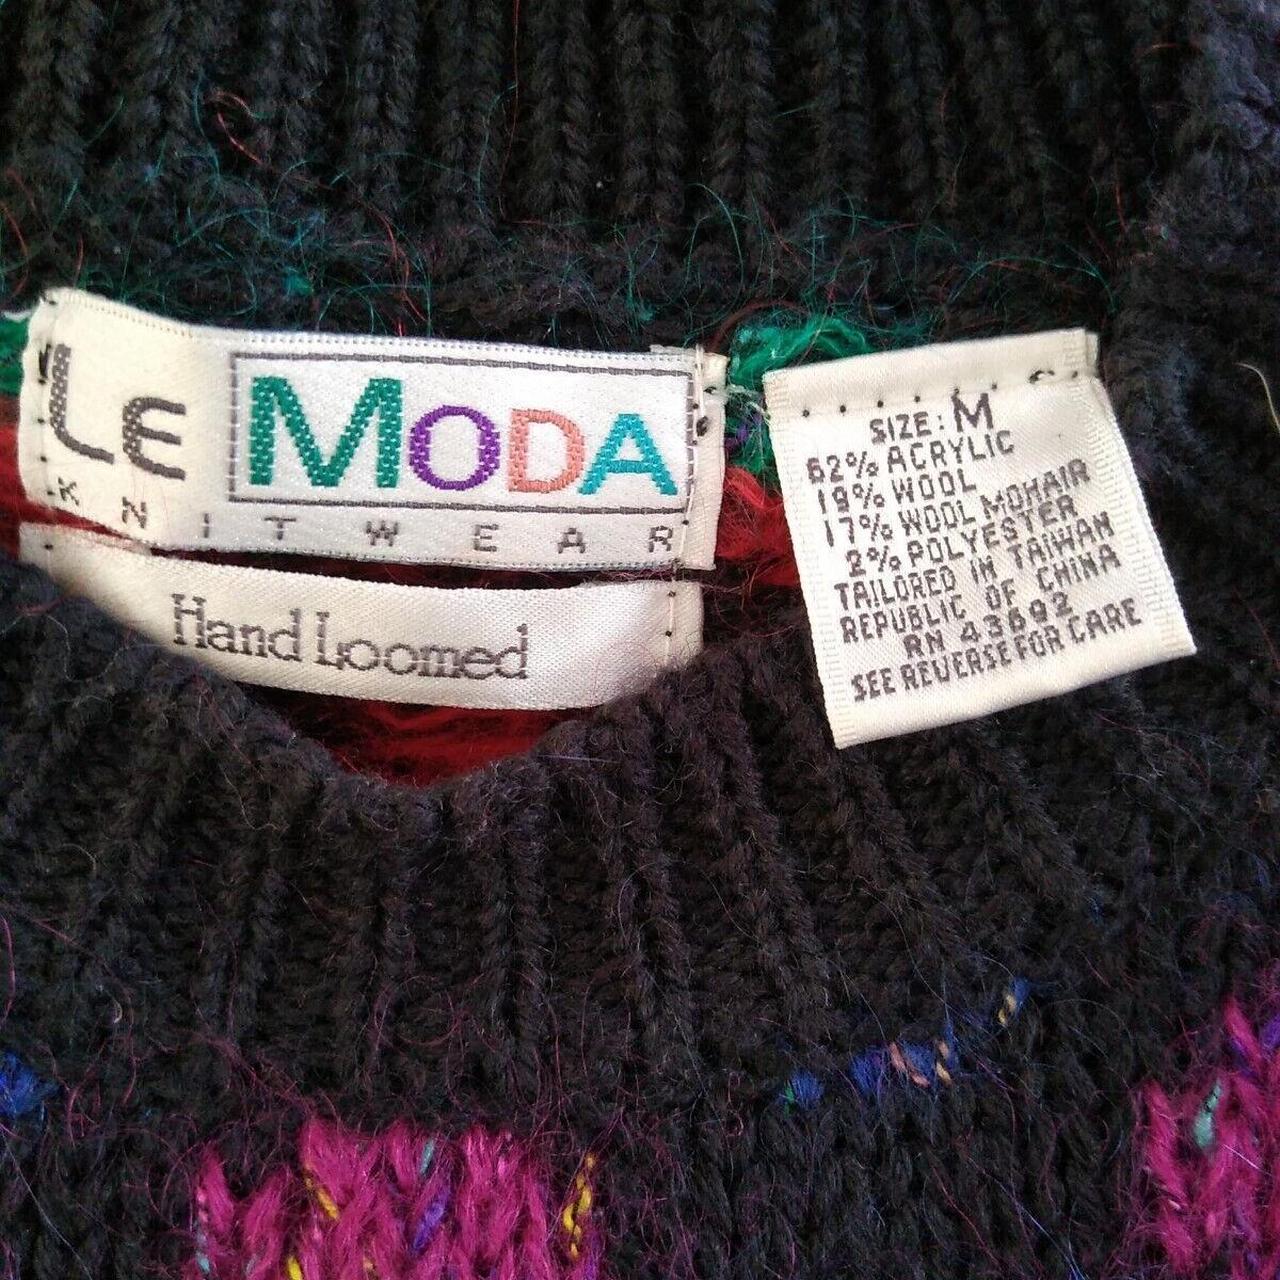 LE MODA
KNITWEAR
Hand Loomed
SIZE: M
62% ACRYLIC
19% WOOL
17% WOOL MOHAIR
2% POLYESTER
TAILORED IN TAIWAN
REPUBLIC OF CHINA
RN 43692
SEE REVERSE FOR CARE